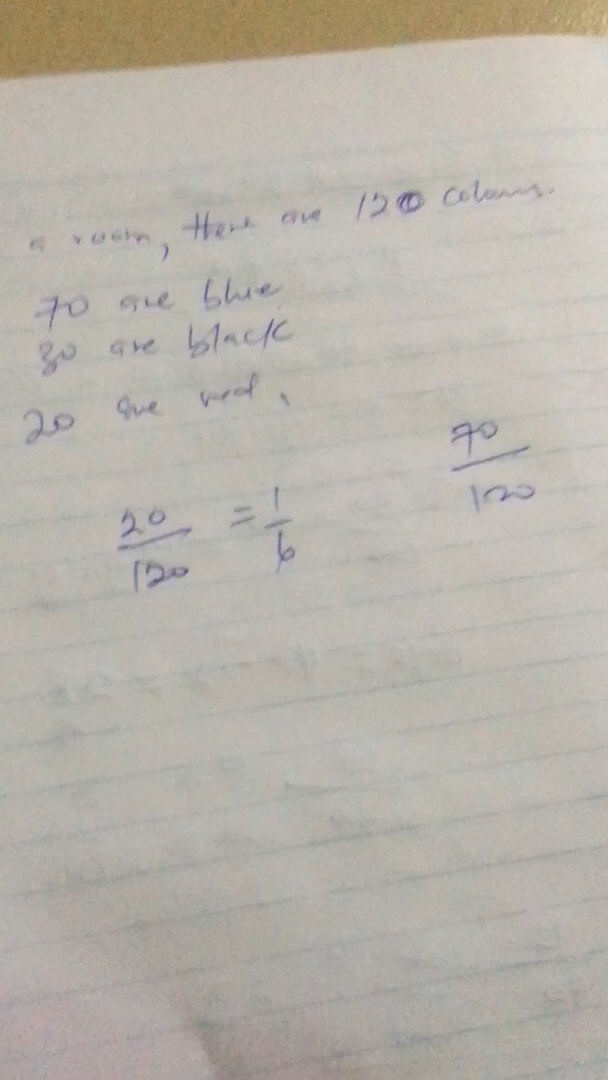 a room, there are 120 colours.
70 are blue
30 are black
20 are red.
20/120 = 1/6
70/120